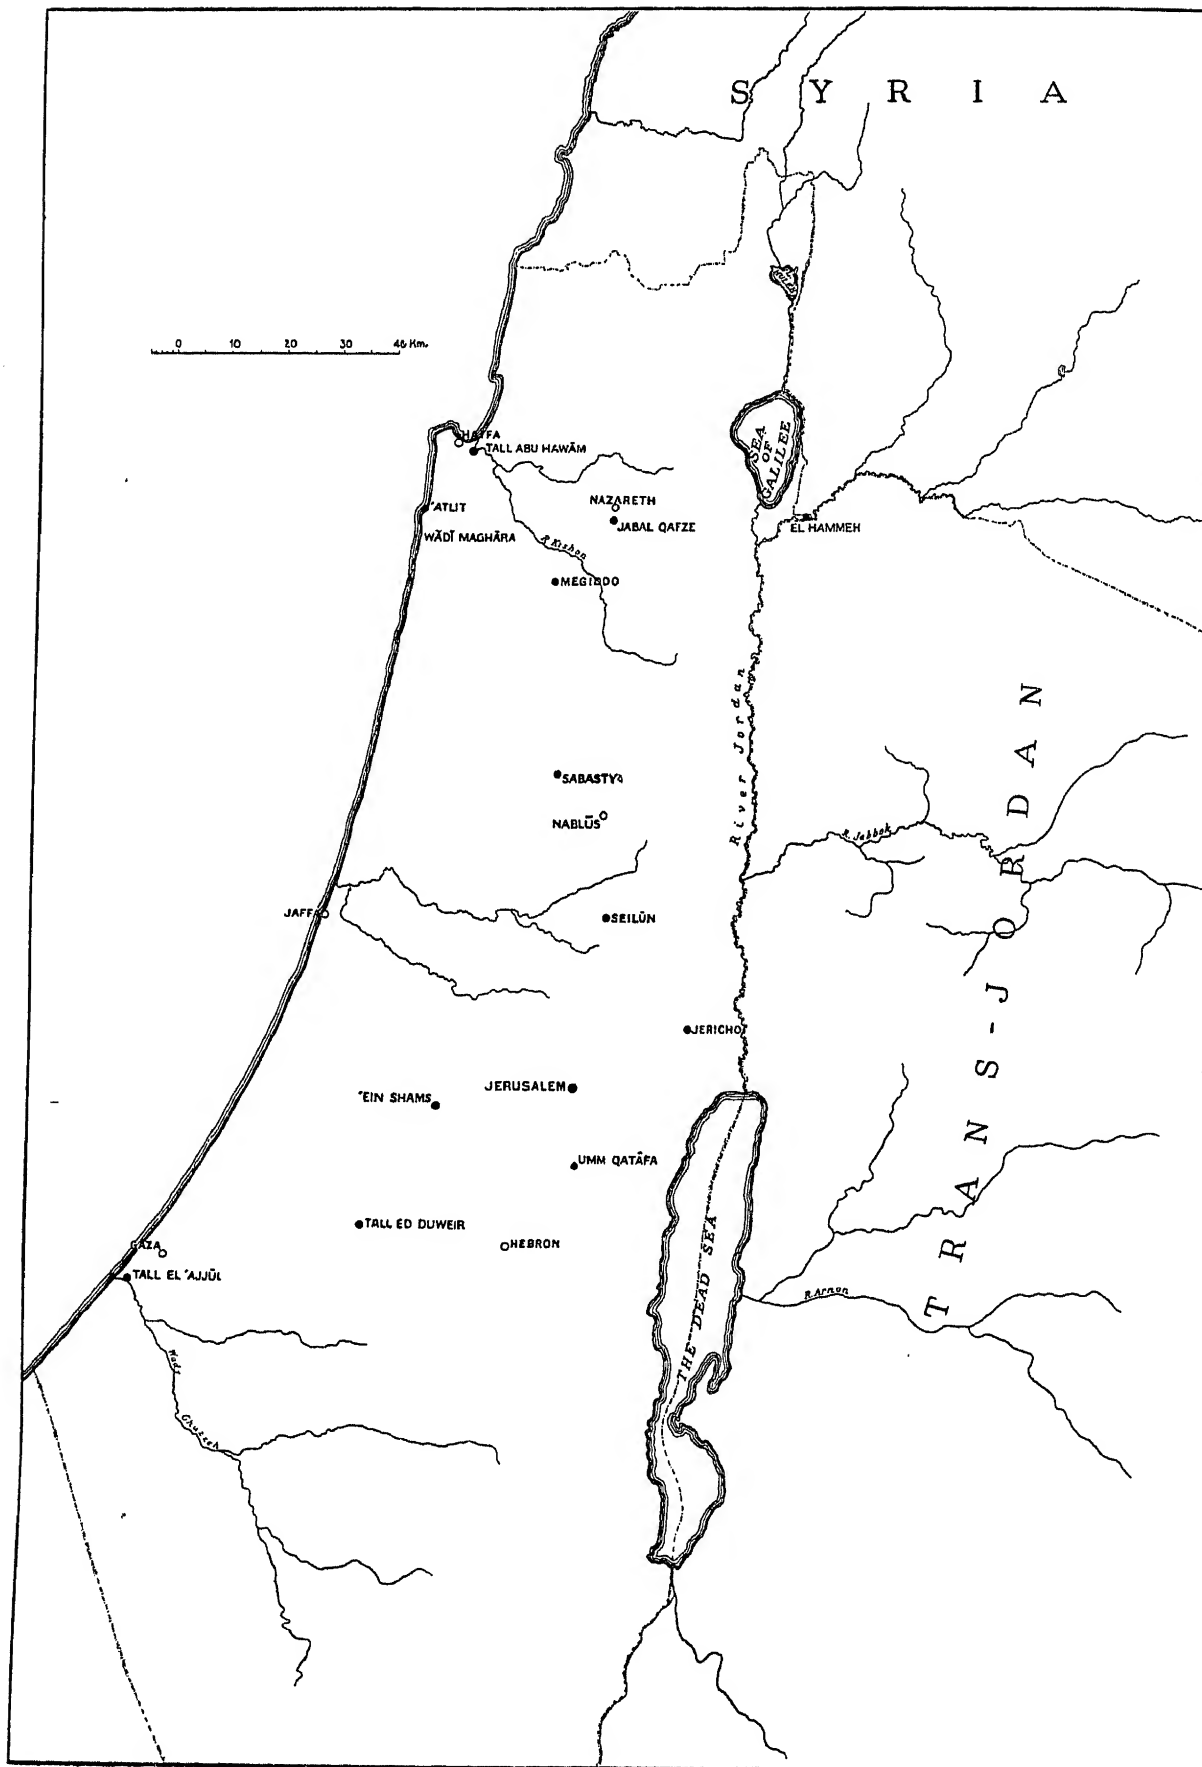 SYRIA
0 10 20 30 40 Km.
SEA
OF
GALILEE
HAIFA
TALL ABU HAWĀM
'ATLIT
NAZARETH
JABAL QAFZE
EL HAMMEH
WĀDĪ MAGHĀRA
R. Kishon
MEGIDDO
River Jordan
TRANS-JORDAN
SABASTYA
NABLŪS
R. Jabbok
JAFFA
SEILŪN
JERICHO
JERUSALEM
'EIN SHAMS
UMM QATĀFA
TALL ED DUWEIR
HEBRON
GAZA
TALL EL 'AJJŪL
THE DEAD SEA
R. Arnon
Wady
Ghuzzeh